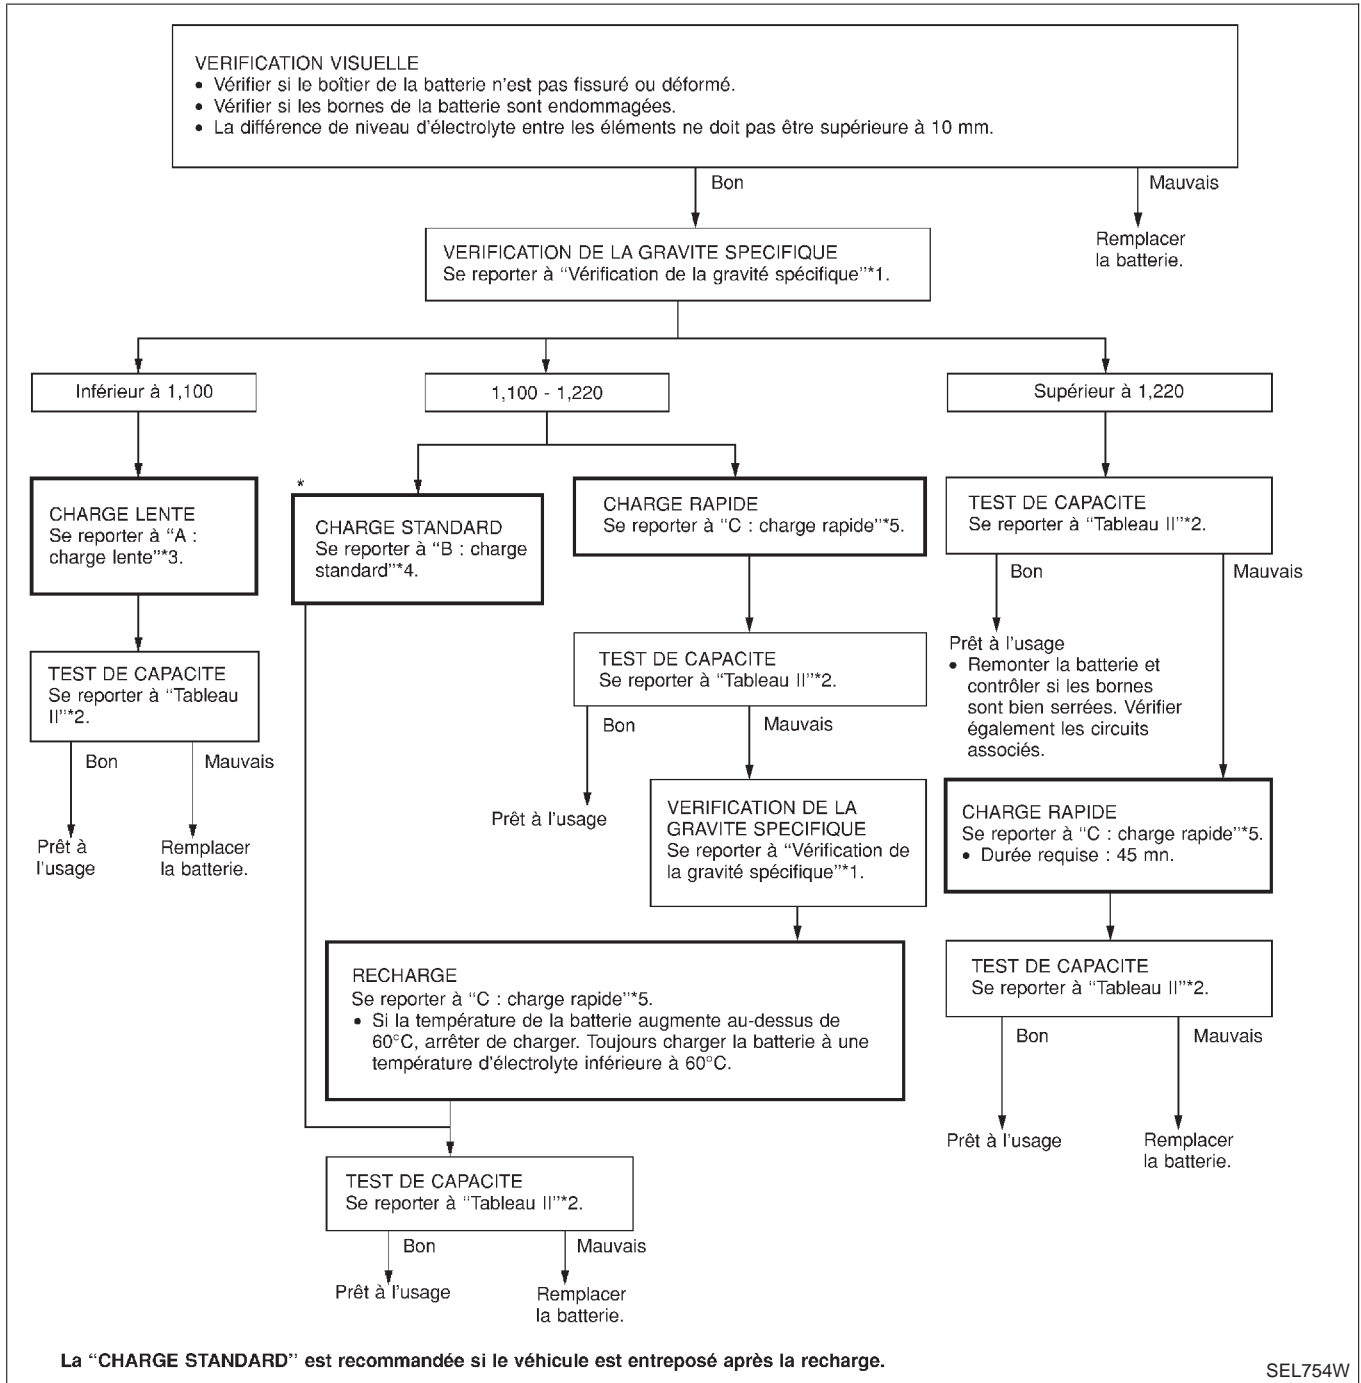 VERIFICATION VISUELLE
• Vérifier si le boîtier de la batterie n'est pas fissuré ou déformé.
• Vérifier si les bornes de la batterie sont endommagées.
• La différence de niveau d'électrolyte entre les éléments ne doit pas être supérieure à 10 mm.
Bon
Mauvais
Remplacer
la batterie.
VERIFICATION DE LA GRAVITE SPECIFIQUE
Se reporter à “Vérification de la gravité spécifique”*1.
Inférieur à 1,100
1,100 - 1,220
Supérieur à 1,220
CHARGE LENTE
Se reporter à “A :
charge lente”*3.
*
CHARGE STANDARD
Se reporter à “B : charge
standard”*4.
CHARGE RAPIDE
Se reporter à “C : charge rapide”*5.
TEST DE CAPACITE
Se reporter à “Tableau II”*2.
Bon
Mauvais
TEST DE CAPACITE
Se reporter à “Tableau
II”*2.
Bon
Mauvais
Prêt à
l'usage
Remplacer
la batterie.
TEST DE CAPACITE
Se reporter à “Tableau II”*2.
Bon
Mauvais
Prêt à l'usage
Prêt à l'usage
• Remonter la batterie et
contrôler si les bornes
sont bien serrées. Vérifier
également les circuits
associés.
VERIFICATION DE LA
GRAVITE SPECIFIQUE
Se reporter à “Vérification de
la gravité spécifique”*1.
CHARGE RAPIDE
Se reporter à “C : charge rapide”*5.
• Durée requise : 45 mn.
RECHARGE
Se reporter à “C : charge rapide”*5.
• Si la température de la batterie augmente au-dessus de
60°C, arrêter de charger. Toujours charger la batterie à une
température d'électrolyte inférieure à 60°C.
TEST DE CAPACITE
Se reporter à “Tableau II”*2.
Bon
Mauvais
Prêt à l'usage
Remplacer
la batterie.
TEST DE CAPACITE
Se reporter à “Tableau II”*2.
Bon
Mauvais
Prêt à l'usage
Remplacer
la batterie.
La “CHARGE STANDARD” est recommandée si le véhicule est entreposé après la recharge.
SEL754W